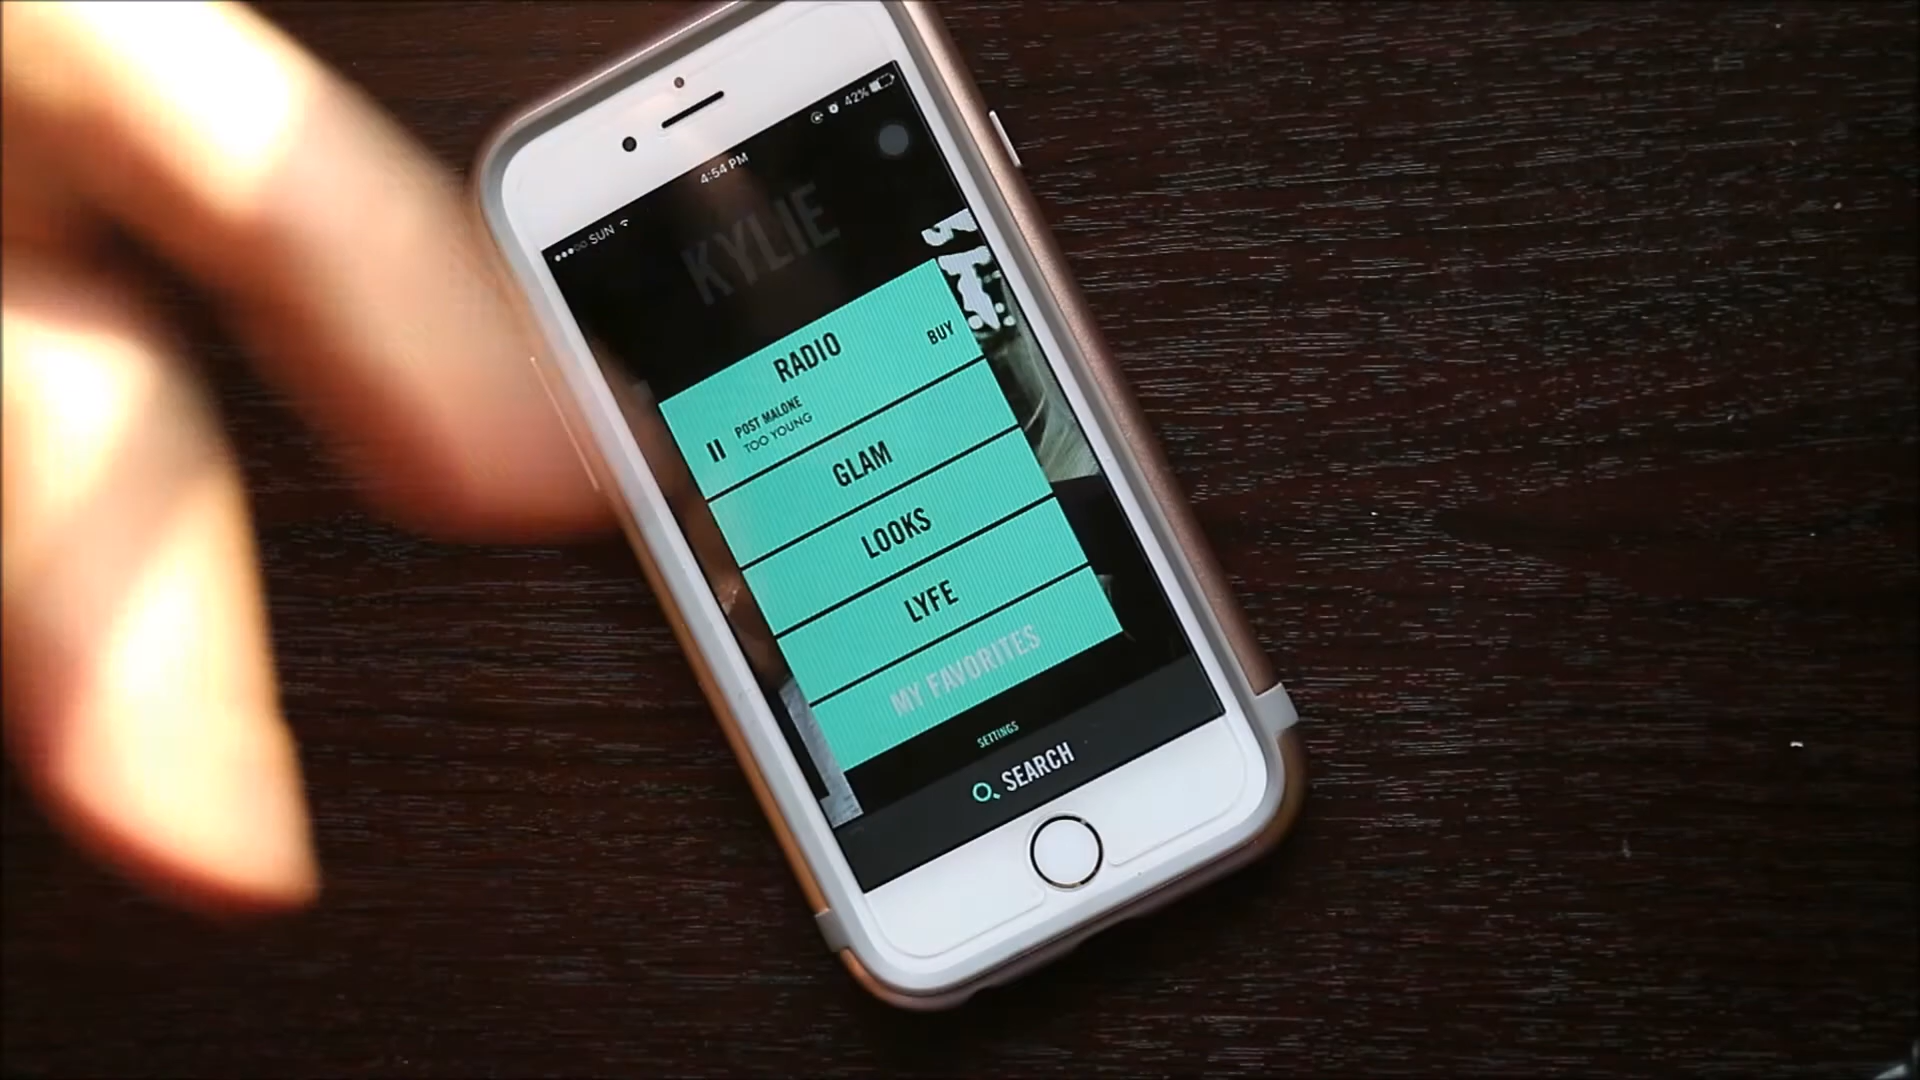 SUN
4:54 PM
42%
KYLIE
RADIO
BUY
POST MALONE
TOO YOUNG
GLAM
LOOKS
LYFE
MY FAVORITES
SETTINGS
SEARCH